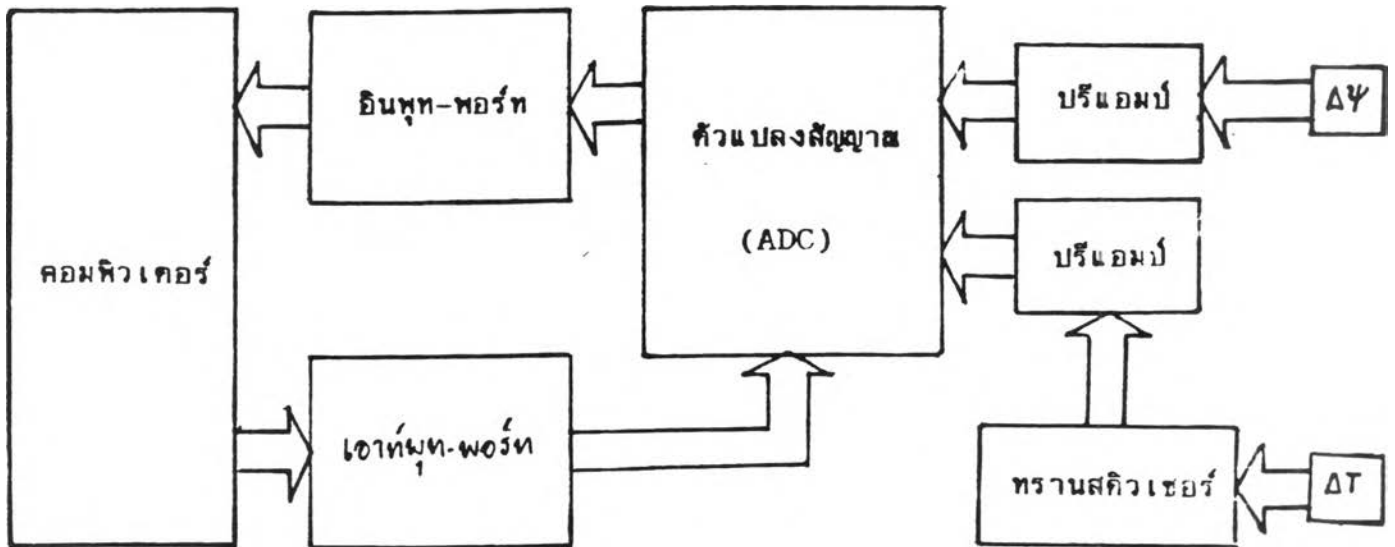 อินพุท-พอร์ท
ปรีแอมป์
ΔΨ
ตัวแปลงสัญญาณ
(ADC)
คอมพิวเตอร์
ปรีแอมป์
เอาท์พุท-พอร์ท
ทรานสดิวเซอร์
ΔT